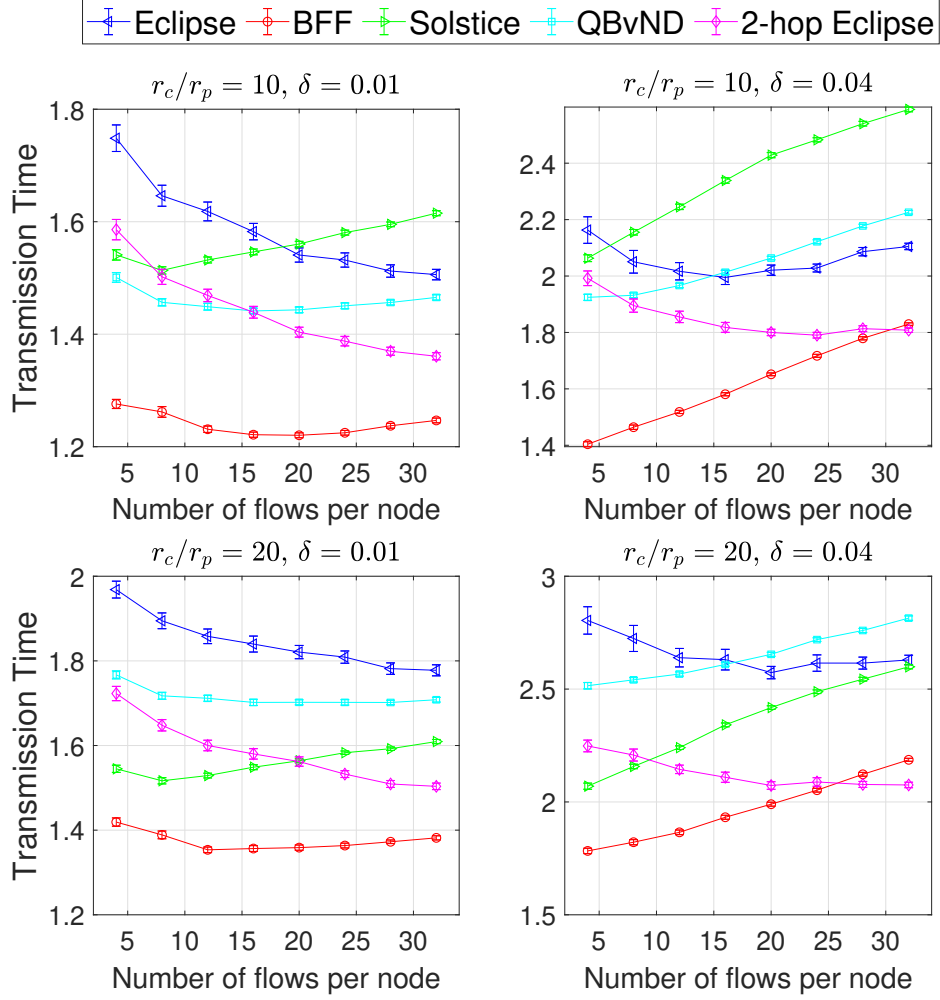 Eclipse BFF Solstice QBvND 2-hop Eclipse
r_c/r_p = 10, δ = 0.01
1.8
1.6
1.4
1.2
Transmission Time
5 10 15 20 25 30
Number of flows per node
r_c/r_p = 10, δ = 0.04
2.4
2.2
2
1.8
1.6
1.4
5 10 15 20 25 30
Number of flows per node
r_c/r_p = 20, δ = 0.01
2
1.8
1.6
1.4
1.2
Transmission Time
5 10 15 20 25 30
Number of flows per node
r_c/r_p = 20, δ = 0.04
3
2.5
2
1.5
5 10 15 20 25 30
Number of flows per node